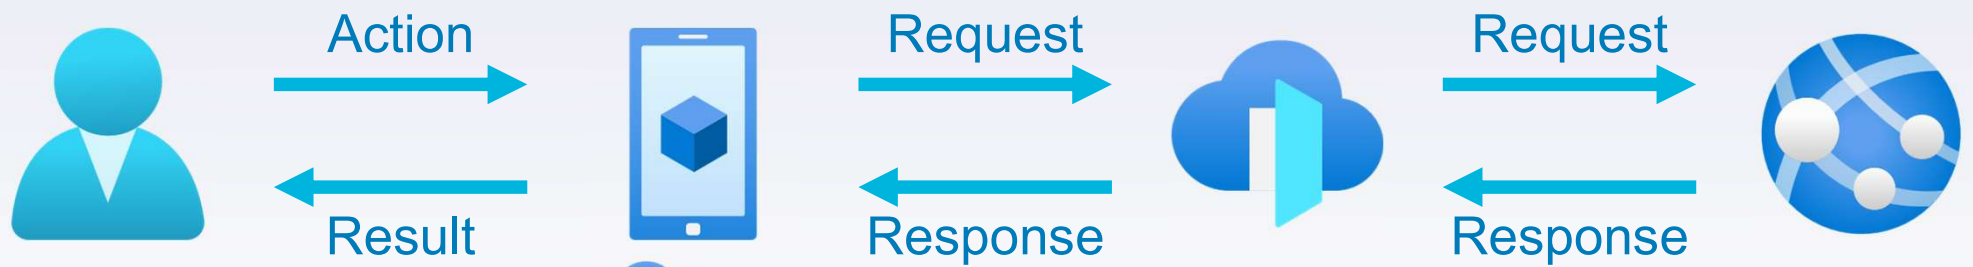 Action
Request
Request
Result
Response
Response